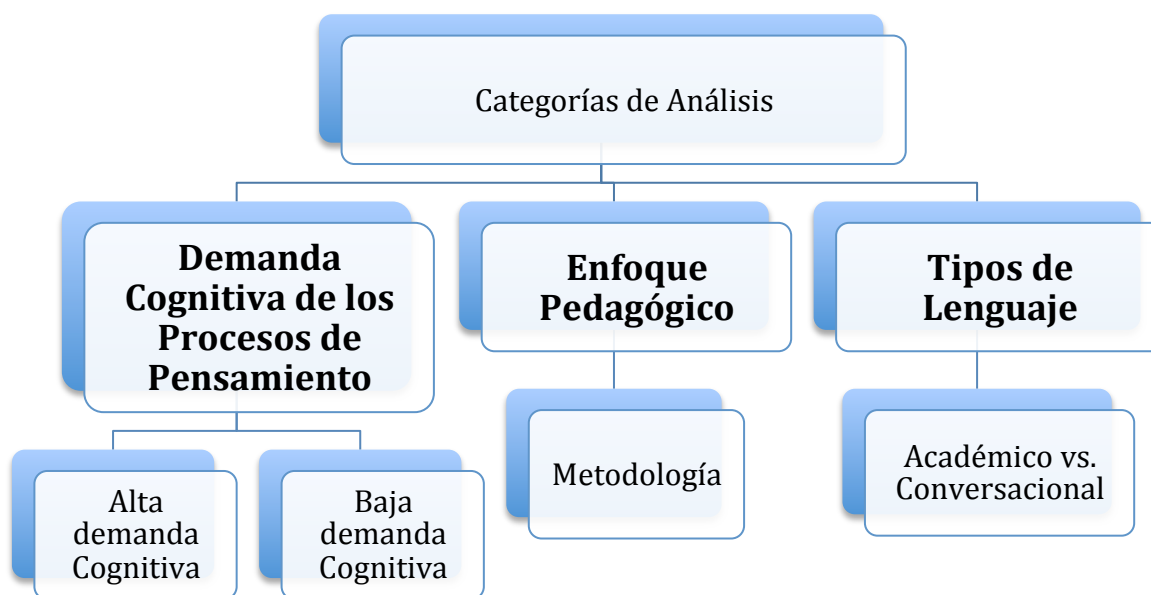 Categorías de Análisis
Demanda
Cognitiva de los
Procesos de
Pensamiento
Enfoque
Pedagógico
Tipos de
Lenguaje
Alta
demanda
Cognitiva
Baja
demanda
Cognitiva
Metodología
Académico vs.
Conversacional